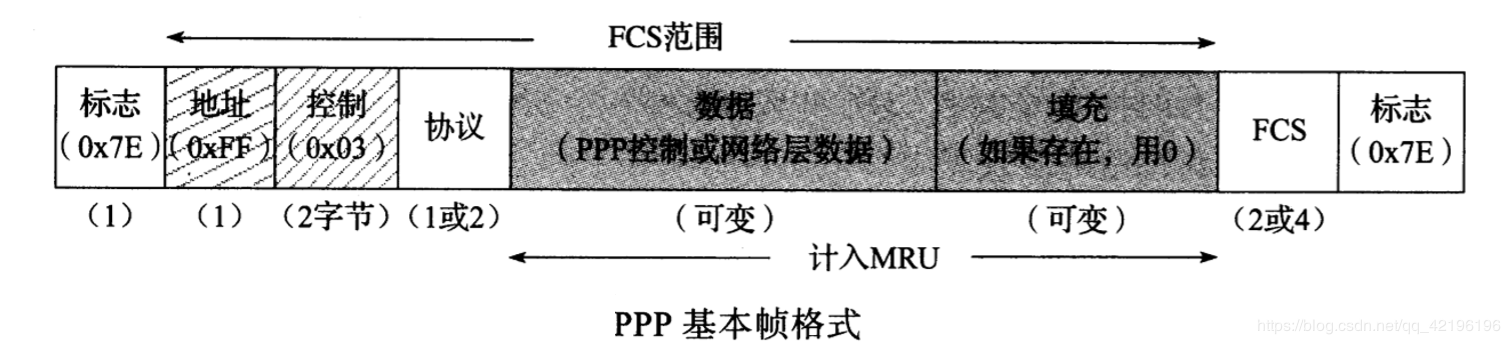 FCS范围
标志 地址 控制 协议 数据 填充 FCS 标志
(0x7E) (0xFF) (0x03) (PPP控制或网络层数据) (如果存在，用0) (0x7E)
(1) (1) (2字节) (1或2) (可变) (可变) (2或4)
计入MRU
PPP 基本帧格式
https://blog.csdn.net/qq_42196196